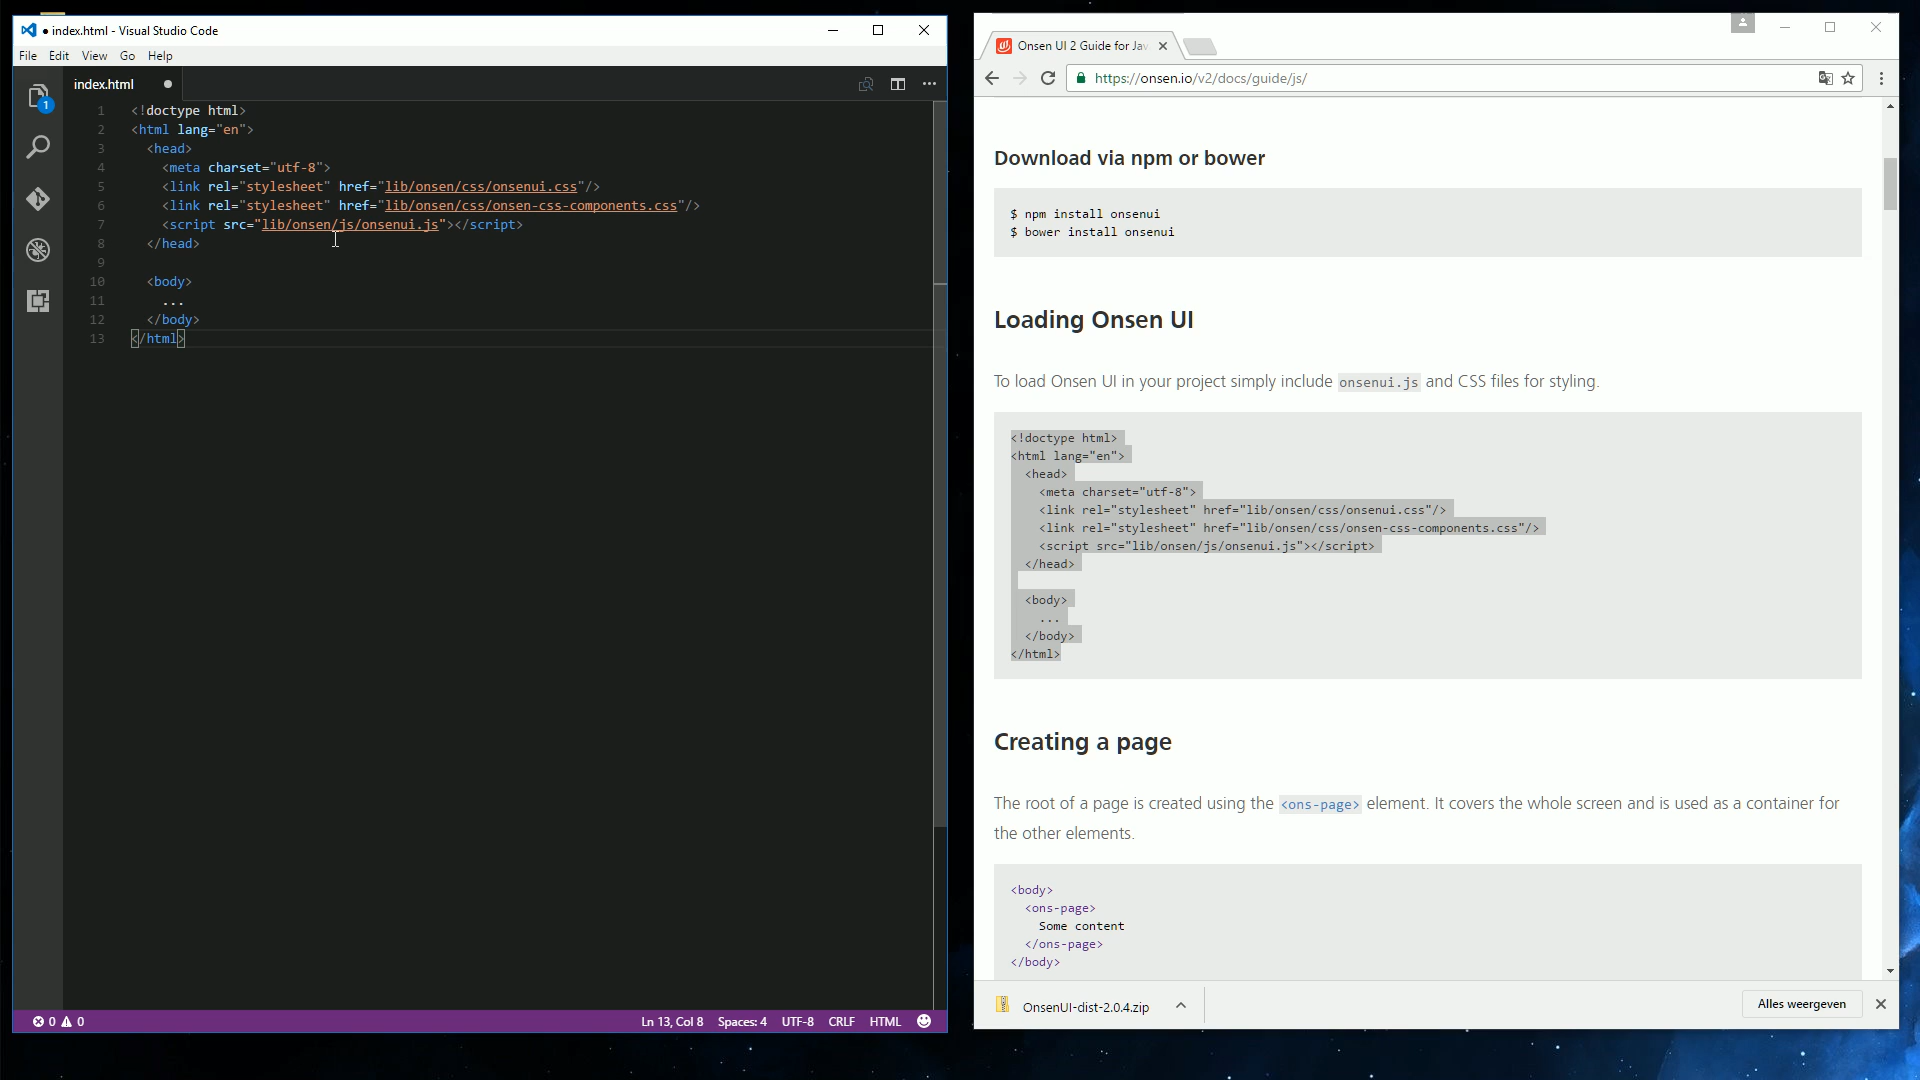 ● index.html - Visual Studio Code
File Edit View Go Help
index.html
1
1 <!doctype html>
2 <html lang="en">
3 <head>
4 <meta charset="utf-8">
5 <link rel="stylesheet" href="lib/onsen/css/onsenui.css"/>
6 <link rel="stylesheet" href="lib/onsen/css/onsen-css-components.css"/>
7 <script src="lib/onsen/js/onsenui.js"></script>
8 </head>
9
10 <body>
11 ...
12 </body>
13 </html>
0 0 Ln 13, Col 8 Spaces: 4 UTF-8 CRLF HTML
Onsen UI 2 Guide for Jav
https://onsen.io/v2/docs/guide/js/
Download via npm or bower
$ npm install onsenui
$ bower install onsenui
Loading Onsen UI
To load Onsen UI in your project simply include onsenui.js and CSS files for styling.
<!doctype html>
<html lang="en">
<head>
<meta charset="utf-8">
<link rel="stylesheet" href="lib/onsen/css/onsenui.css"/>
<link rel="stylesheet" href="lib/onsen/css/onsen-css-components.css"/>
<script src="lib/onsen/js/onsenui.js"></script>
</head>
<body>
...
</body>
</html>
Creating a page
The root of a page is created using the <ons-page> element. It covers the whole screen and is used as a container for
the other elements.
<body>
<ons-page>
Some content
</ons-page>
</body>
OnsenUI-dist-2.0.4.zip
Alles weergeven